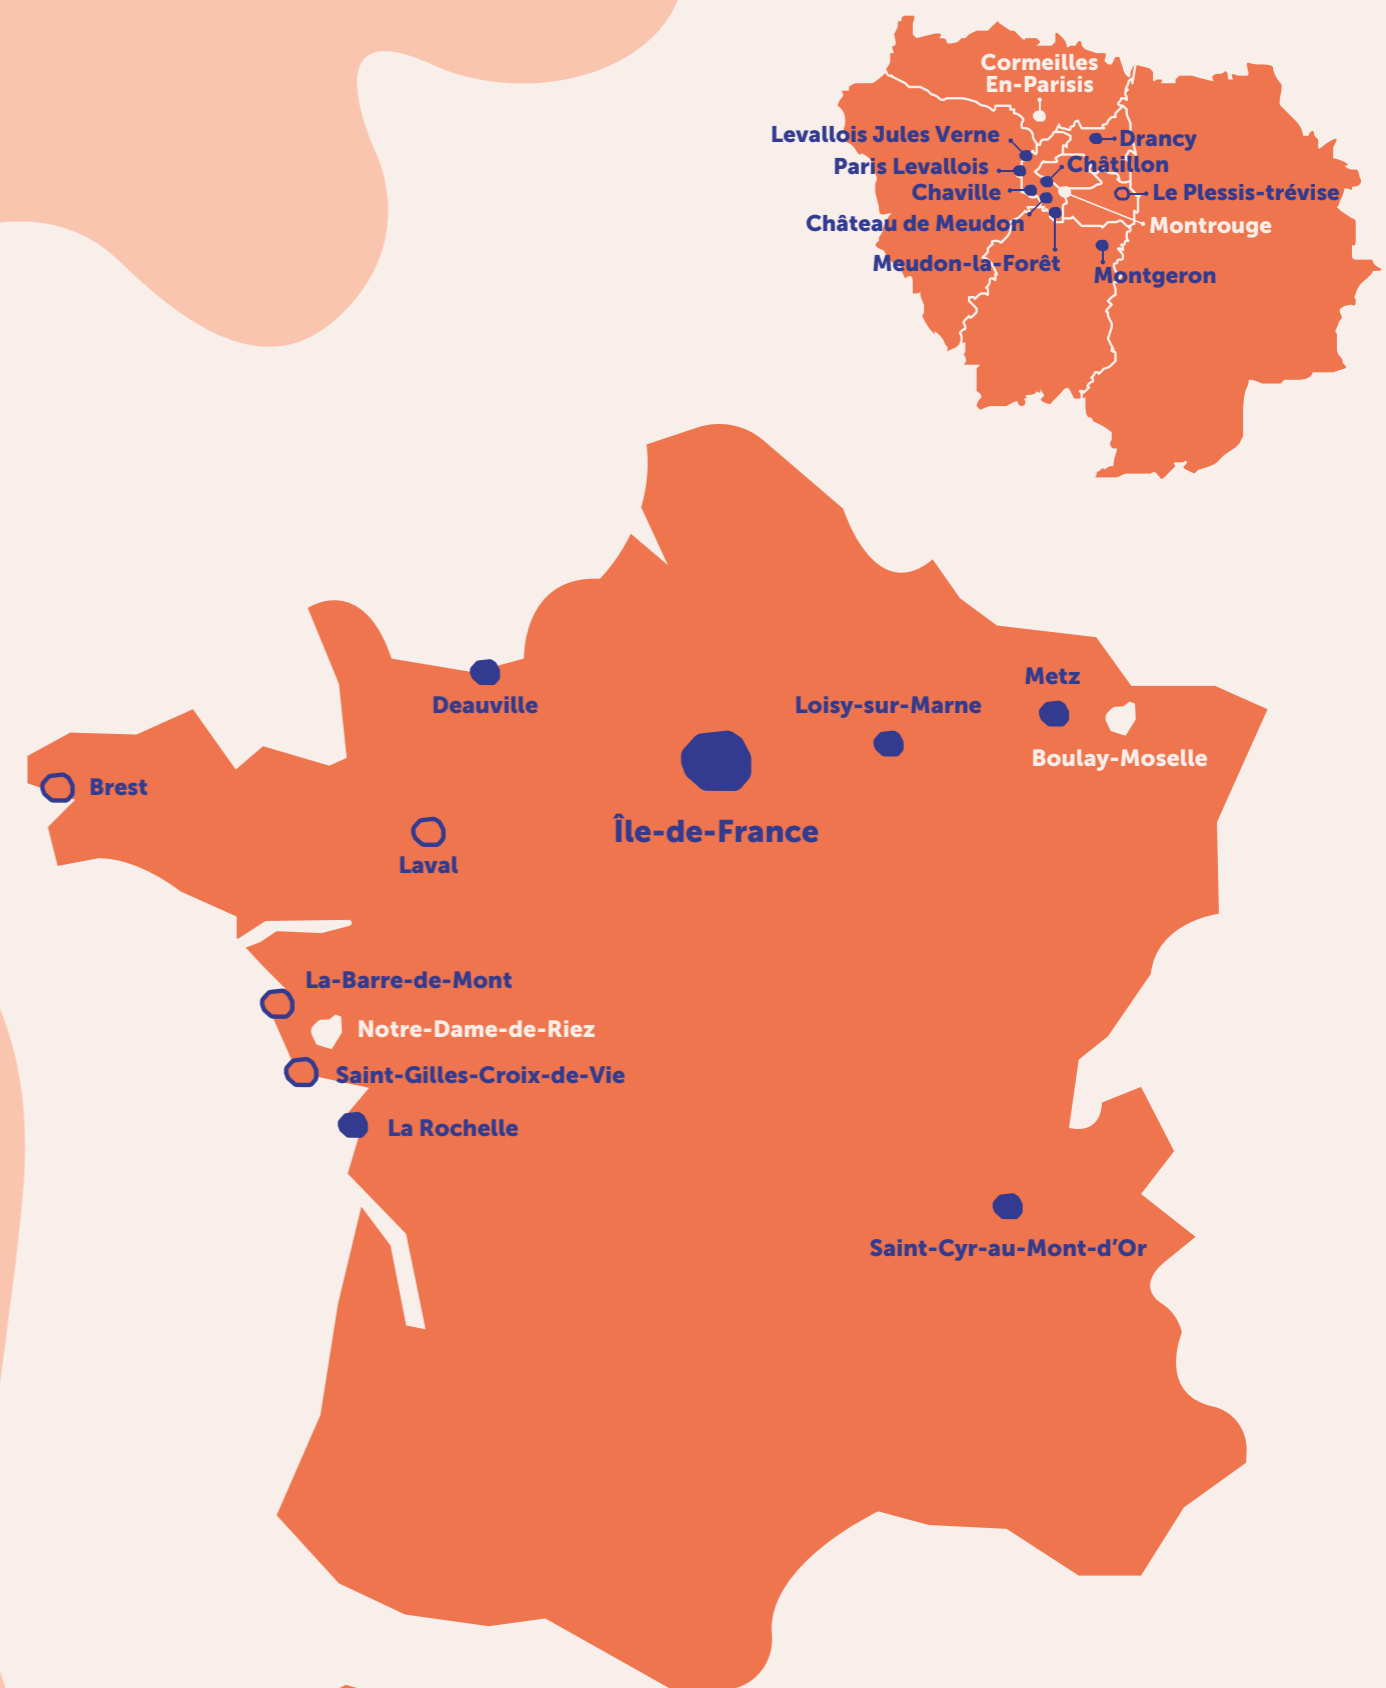 Cormeilles
En-Parisis
Levallois Jules Verne
Drancy
Paris Levallois
Châtillon
Chaville
Le Plessis-trévise
Château de Meudon
Montrouge
Meudon-la-Forêt
Montgeron
Metz
Deauville
Loisy-sur-Marne
Boulay-Moselle
Brest
Île-de-France
Laval
La-Barre-de-Mont
Notre-Dame-de-Riez
Saint-Gilles-Croix-de-Vie
La Rochelle
Saint-Cyr-au-Mont-d’Or